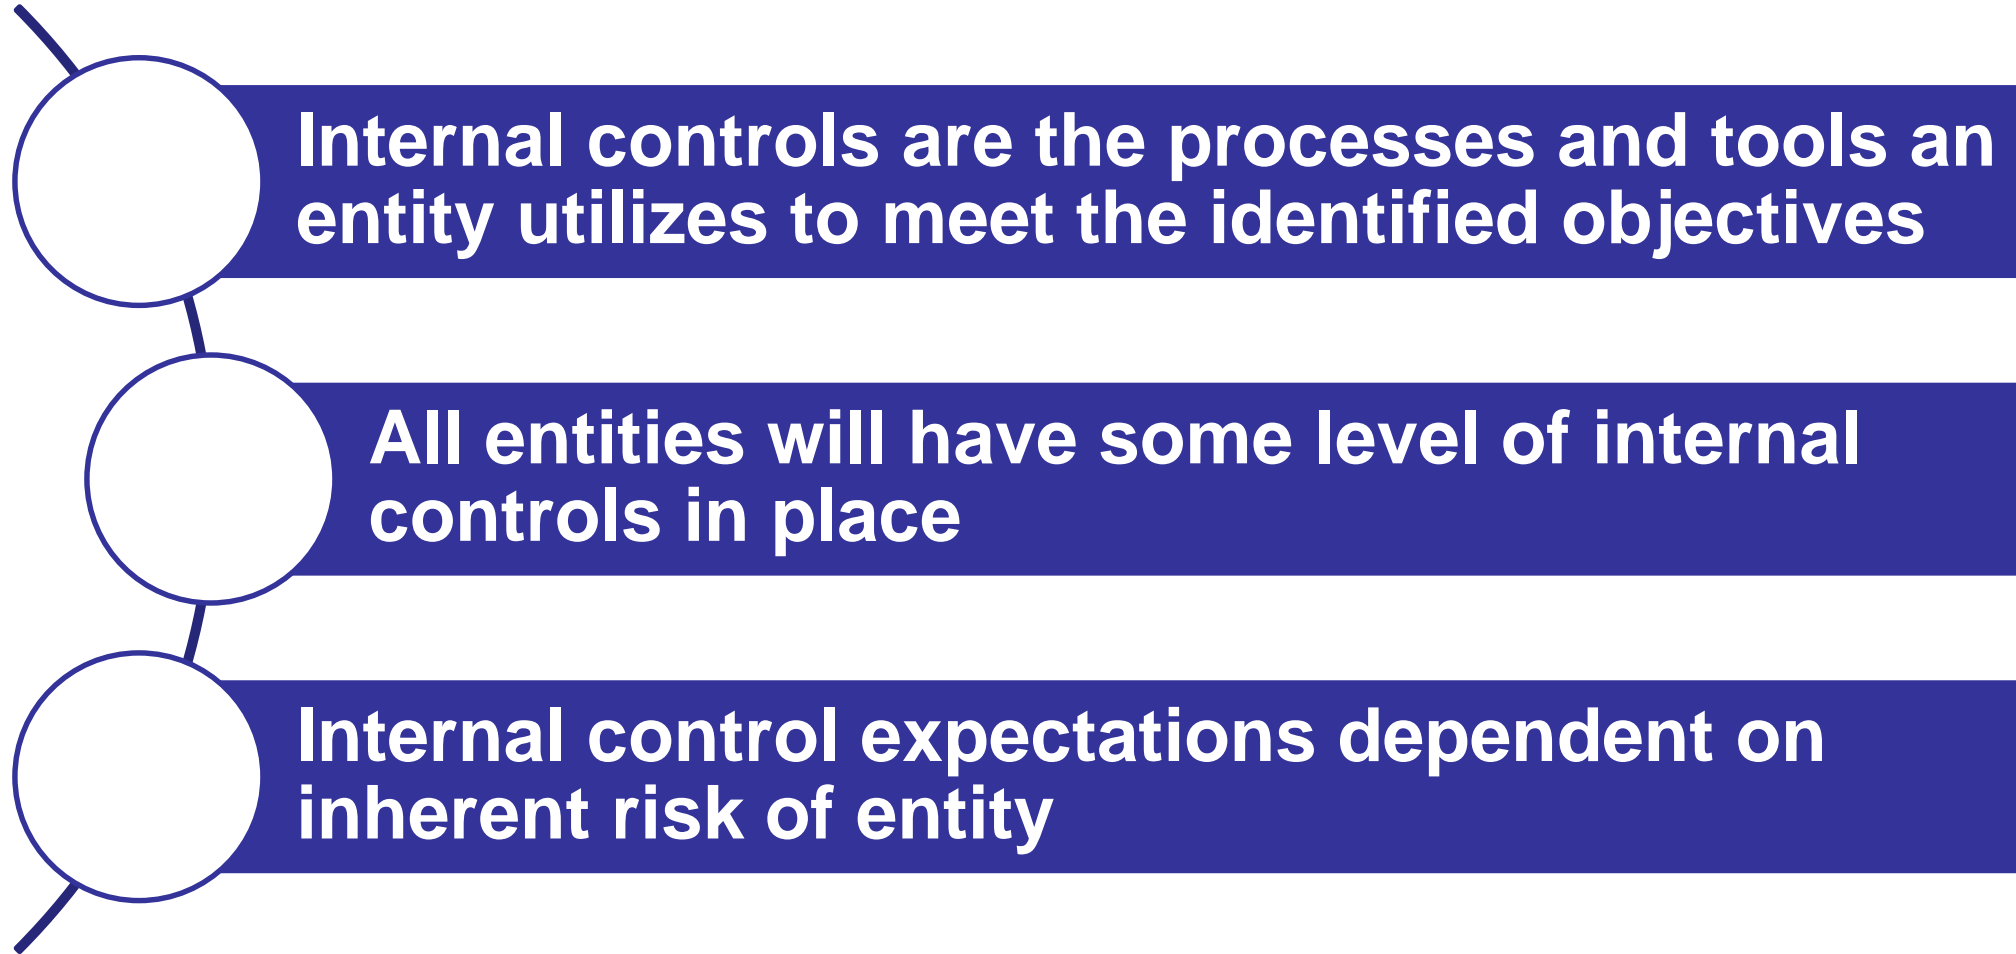 Internal controls are the processes and tools an
entity utilizes to meet the identified objectives
All entities will have some level of internal
controls in place
Internal control expectations dependent on
inherent risk of entity